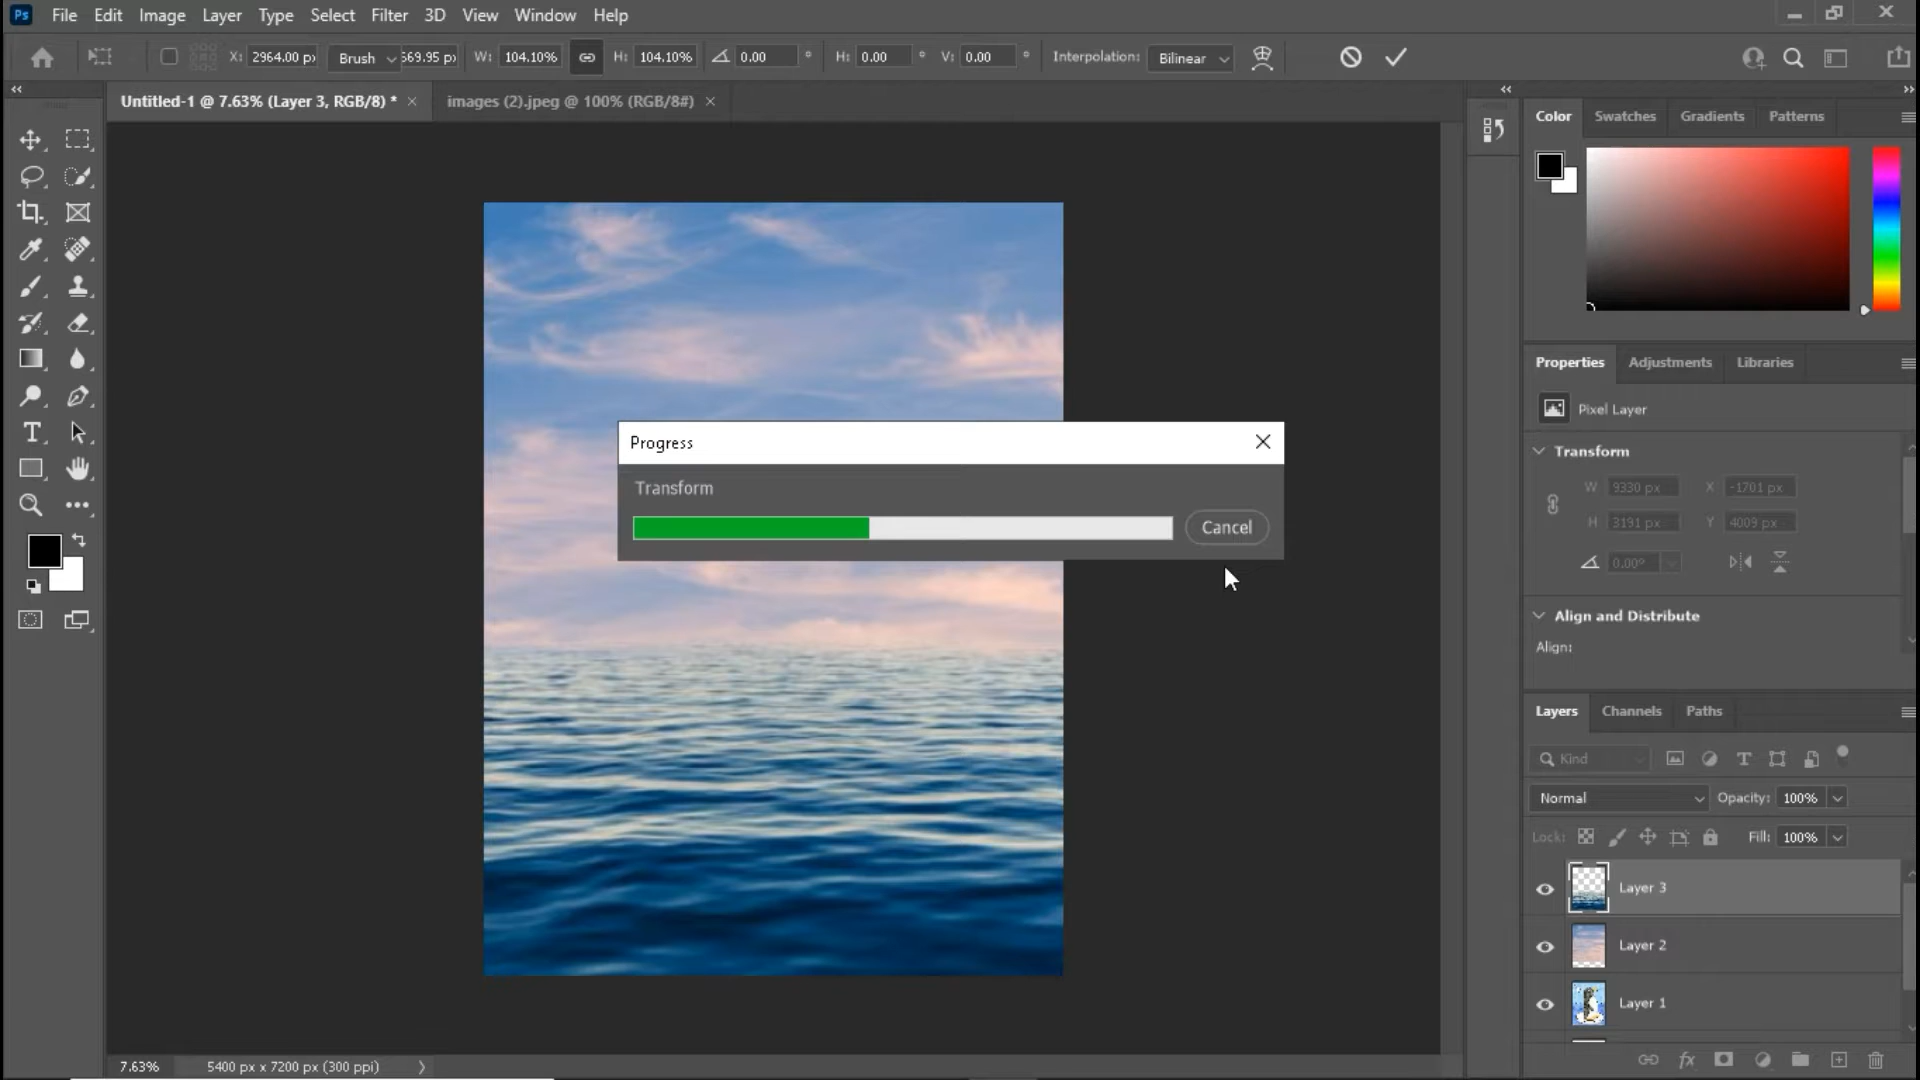 Ps File Edit Image Layer Type Select Filter 3D View Window Help
X: 2964.00 px Brush 569.95 px W: 104.10% H: 104.10% 0.00 ° H: 0.00 ° V: 0.00 ° Interpolation: Bilinear
Untitled-1 @ 7.63% (Layer 3, RGB/8) * × images (2).jpeg @ 100% (RGB/8#) ×
Color Swatches Gradients Patterns
Properties Adjustments Libraries
Pixel Layer
Transform
W 9330 px X -1701 px
H 3191 px Y 4009 px
0.00°
Align and Distribute
Align:
Progress
Transform
Cancel
Layers Channels Paths
Kind
Normal Opacity: 100%
Lock: Fill: 100%
Layer 3
Layer 2
Layer 1
fx
7.63% 5400 px x 7200 px (300 ppi)